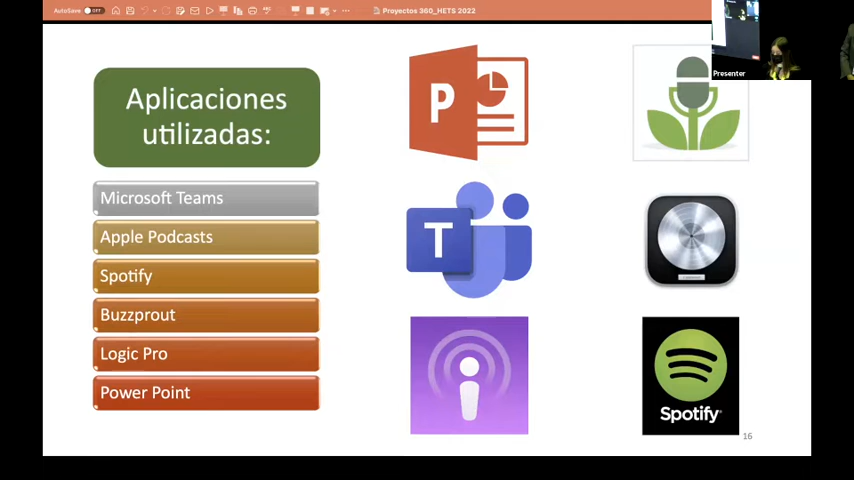 AutoSave OFF
Proyectos 360_HETS 2022
Presenter
Aplicaciones
utilizadas:
Microsoft Teams
Apple Podcasts
Spotify
Buzzprout
Logic Pro
Power Point
P
T
Spotify
16